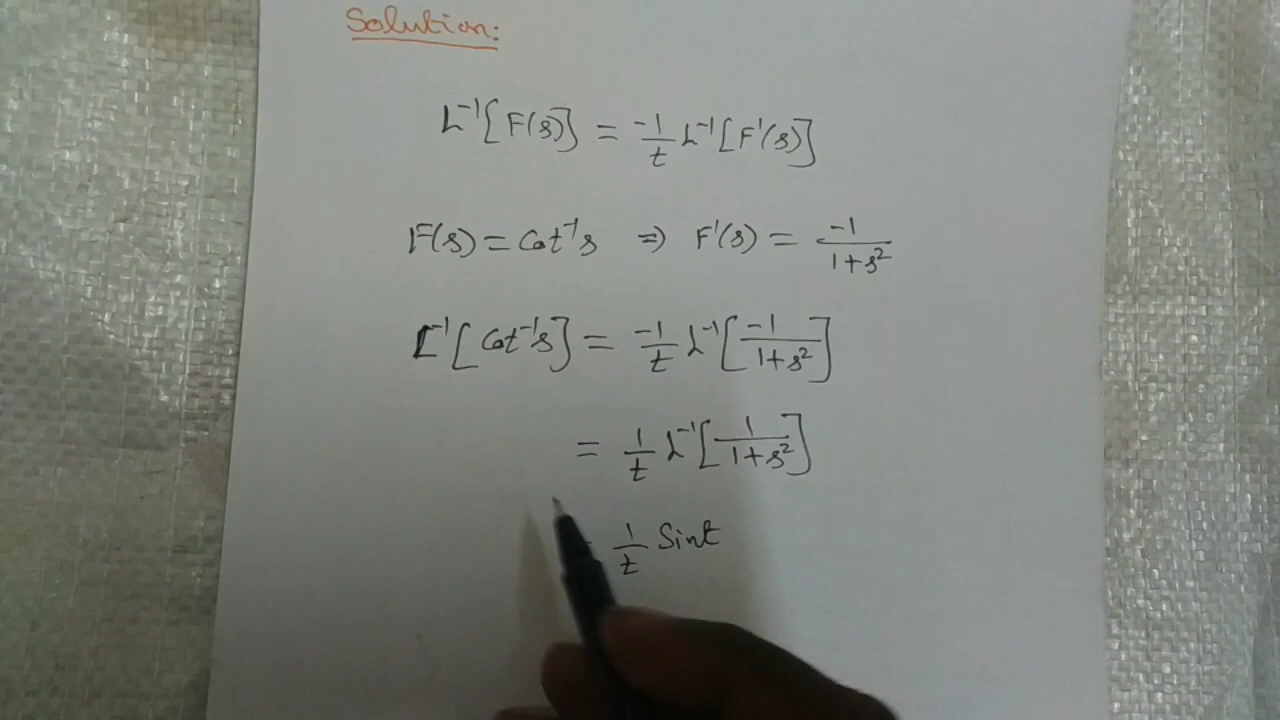 Solution:
L⁻¹[F(s)] = -1/t L⁻¹[F'(s)]
F(s) = Cot⁻¹s ⇒ F'(s) = -1/1+s²
L⁻¹[Cot⁻¹s] = -1/t L⁻¹[-1/1+s²]
= 1/t L⁻¹[1/1+s²]
= 1/t Sint